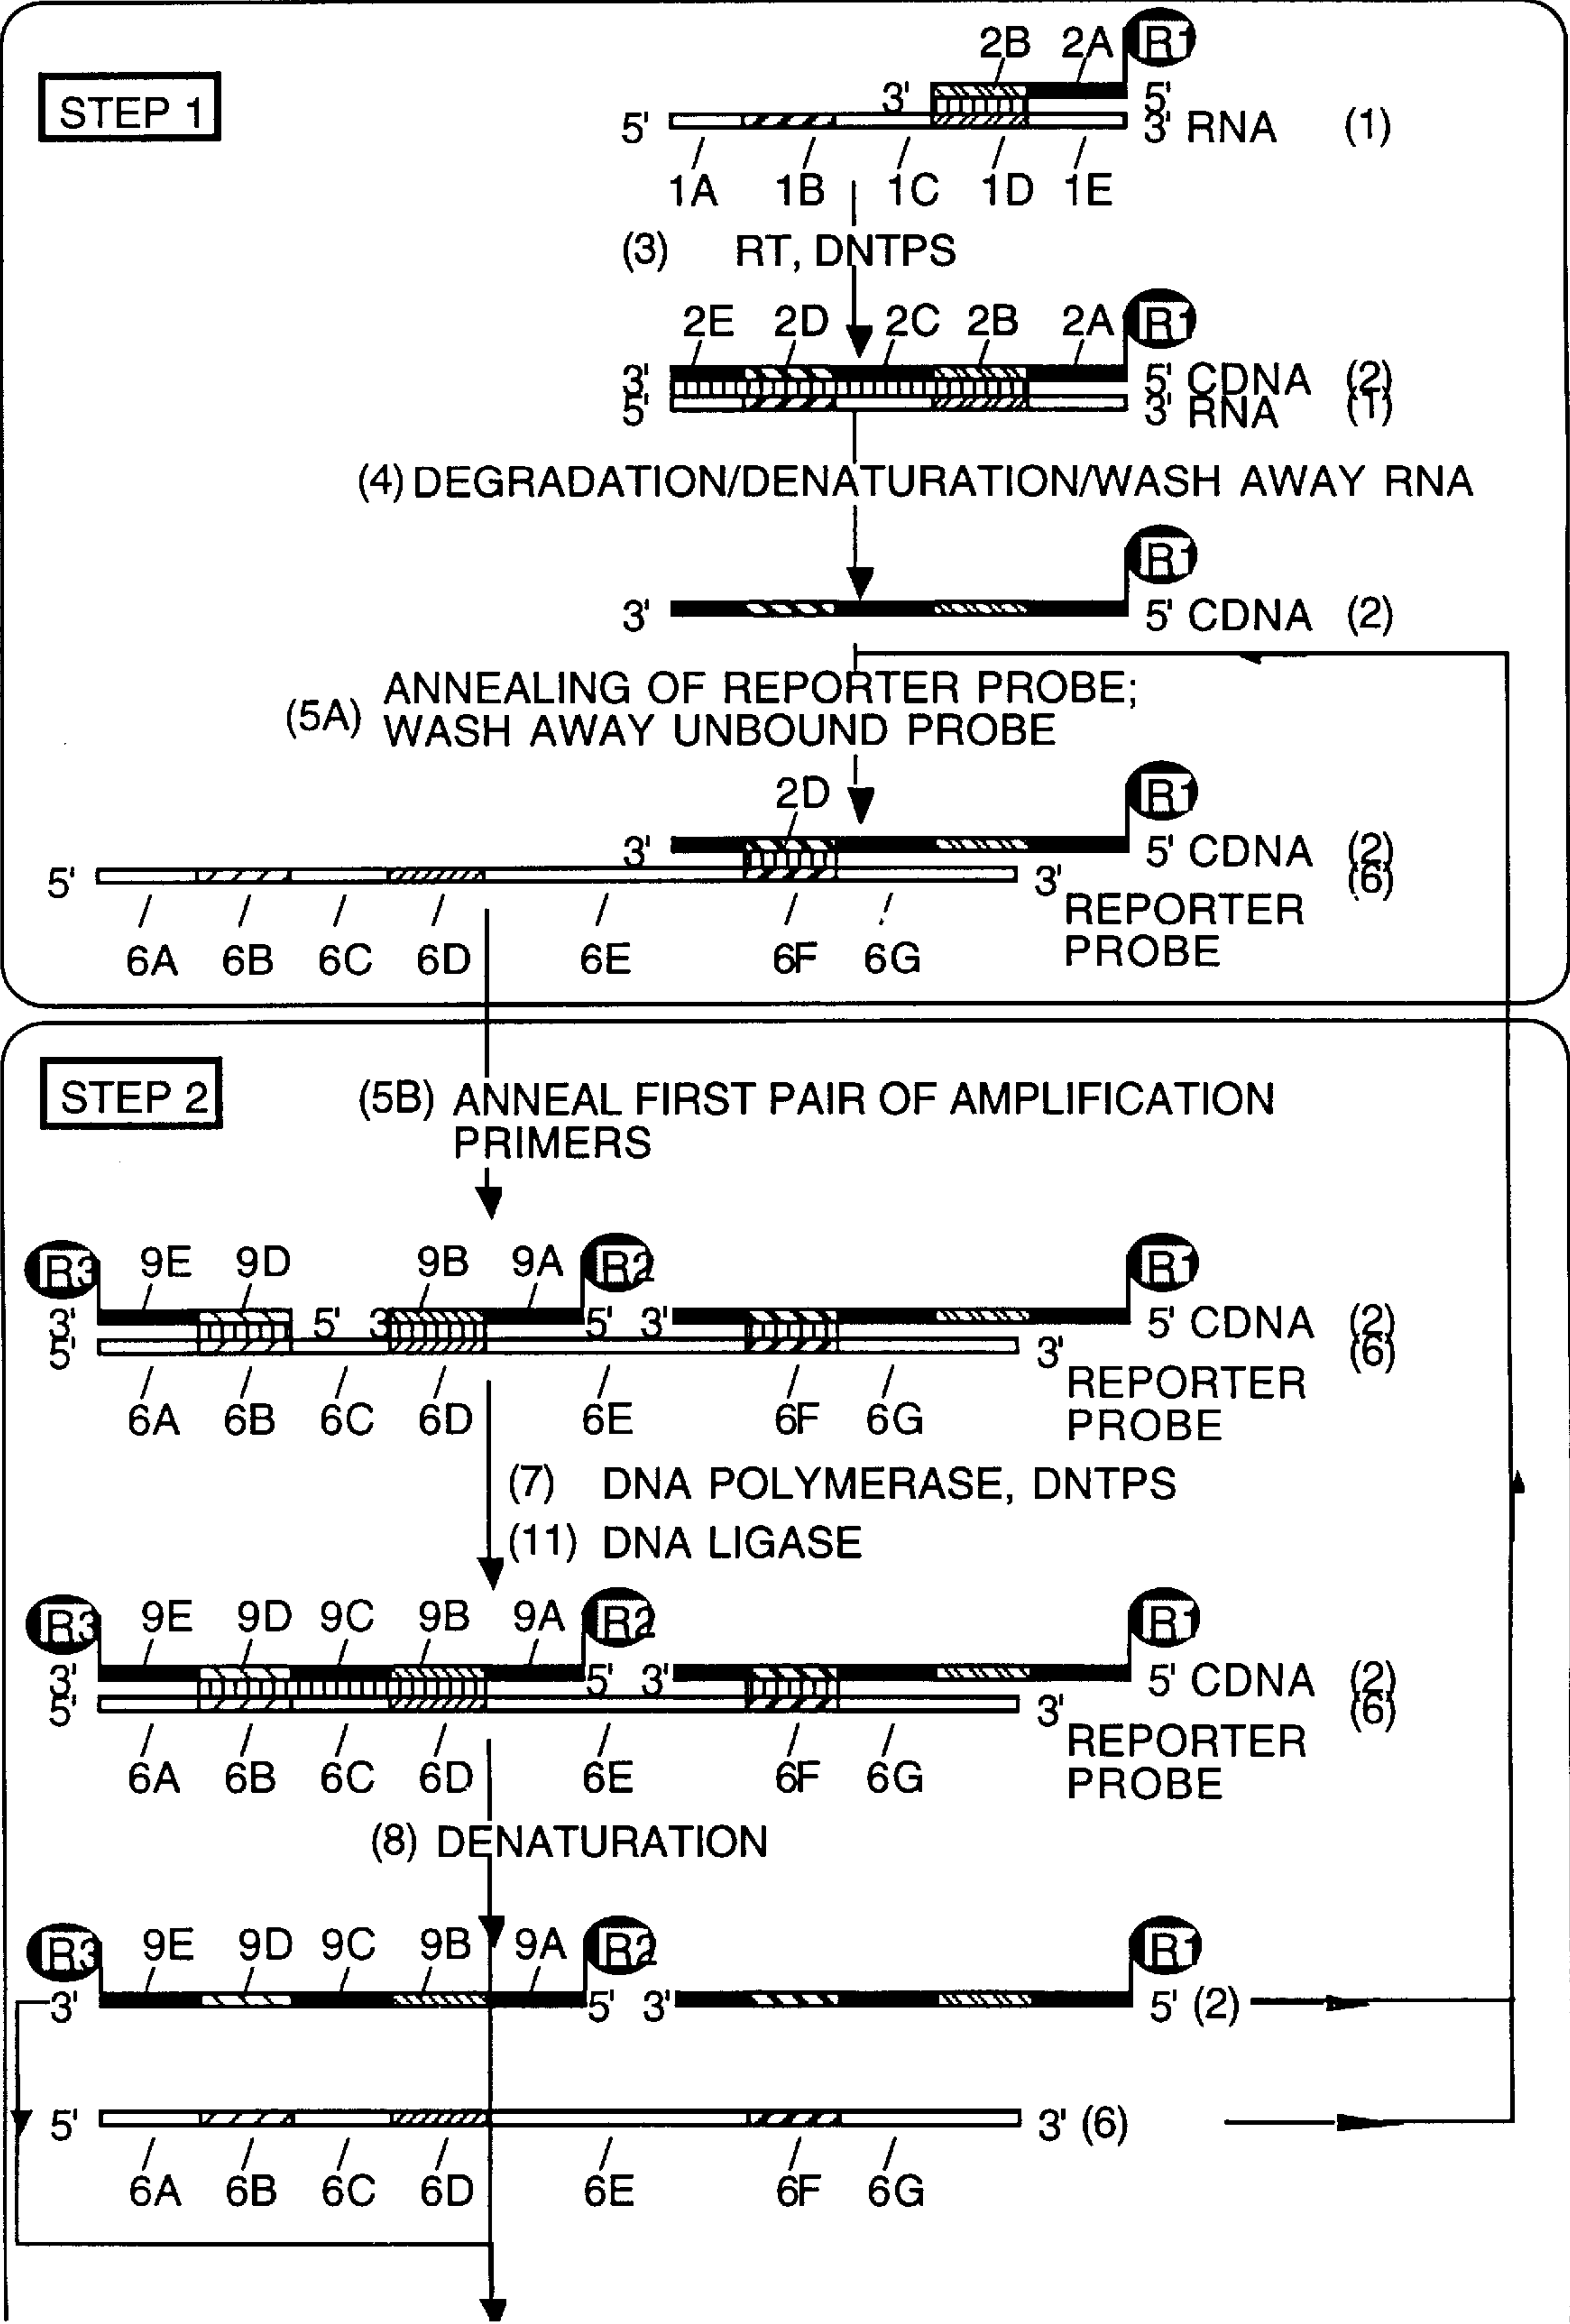 2B 2A R1
STEP 1
3' 5'
5' 3' RNA (1)
1A 1B 1C 1D 1E
(3) RT, DNTPS
2E 2D 2C 2B 2A R1
3' 5' CDNA (2)
5' 3' RNA (1)
(4) DEGRADATION/DENATURATION/WASH AWAY RNA
R1
3' 5' CDNA (2)
(5A) ANNEALING OF REPORTER PROBE;
WASH AWAY UNBOUND PROBE
2D R1
3' 5' CDNA (2)
5' 3' (6)
REPORTER
PROBE
6A 6B 6C 6D 6E 6F 6G
STEP 2
(5B) ANNEAL FIRST PAIR OF AMPLIFICATION
PRIMERS
R3 9E 9D 9B 9A R2 R1
3' 5' 3' 5' 3' 5' CDNA (2)
5' 3' (6)
REPORTER
PROBE
6A 6B 6C 6D 6E 6F 6G
(7) DNA POLYMERASE, DNTPS
(11) DNA LIGASE
R3 9E 9D 9C 9B 9A R2 R1
3' 5' 3' 5' CDNA (2)
5' 3' (6)
REPORTER
PROBE
6A 6B 6C 6D 6E 6F 6G
(8) DENATURATION
R3 9E 9D 9C 9B 9A R2 R1
3' 5' 3' 5' (2)
5' 3' (6)
6A 6B 6C 6D 6E 6F 6G